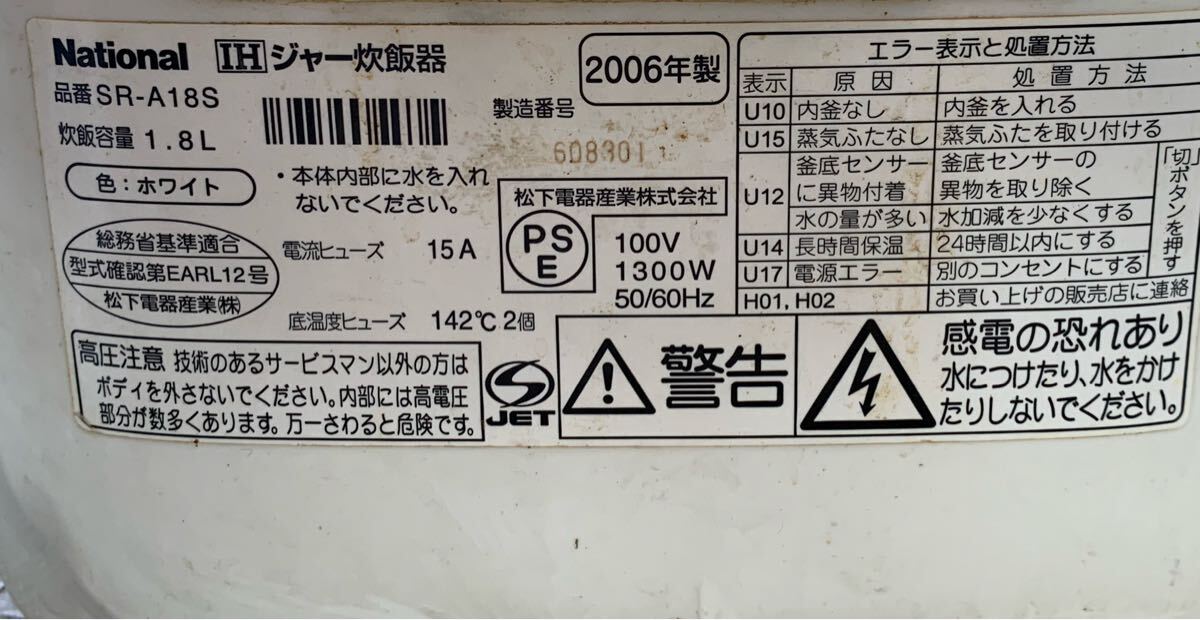 National IHジャー炊飯器
品番 SR-A18S
炊飯容量 1.8L
色：ホワイト
製造番号
6D8301
2006年製
・本体内部に水を入れ
ないでください。
総務省基準適合
型式確認第EARL12号
松下電器産業(株)
電流ヒューズ 15A
底温度ヒューズ 142℃ 2個
松下電器産業株式会社
PS
E
100V
1300W
50/60Hz
エラー表示と処置方法
表示 原因 処置方法
U10 内釜なし 内釜を入れる
U15 蒸気ふたなし 蒸気ふたを取り付ける
U12 釜底センサーに異物付着 釜底センサーの異物を取り除く
水の量が多い 水加減を少なくする
U14 長時間保温 24時間以内にする
U17 電源エラー 別のコンセントにする
「切」ボタンを押す
H01、H02 お買い上げの販売店に連絡
高圧注意 技術のあるサービスマン以外の方は
ボディを外さないでください。内部には高電圧
部分が数多くあります。万一さわると危険です。
S
JET
警告
感電の恐れあり
水につけたり、水をかけ
たりしないでください。